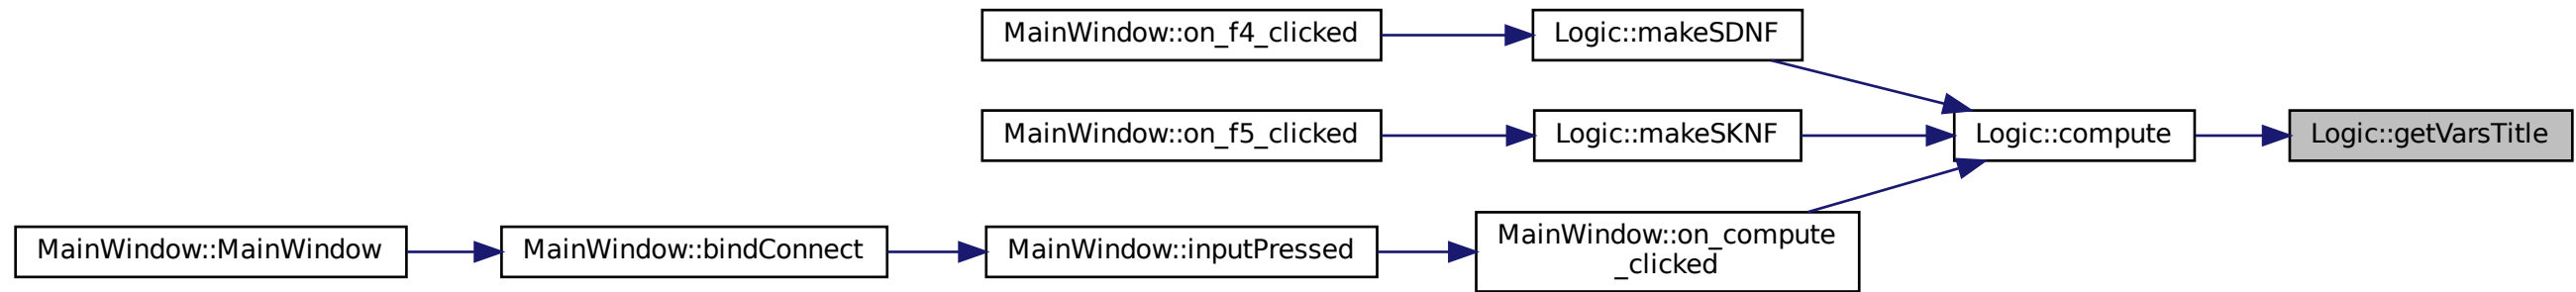 MainWindow::on_f4_clicked
Logic::makeSDNF
MainWindow::on_f5_clicked
Logic::makeSKNF
Logic::compute
Logic::getVarsTitle
MainWindow::MainWindow
MainWindow::bindConnect
MainWindow::inputPressed
MainWindow::on_compute
_clicked